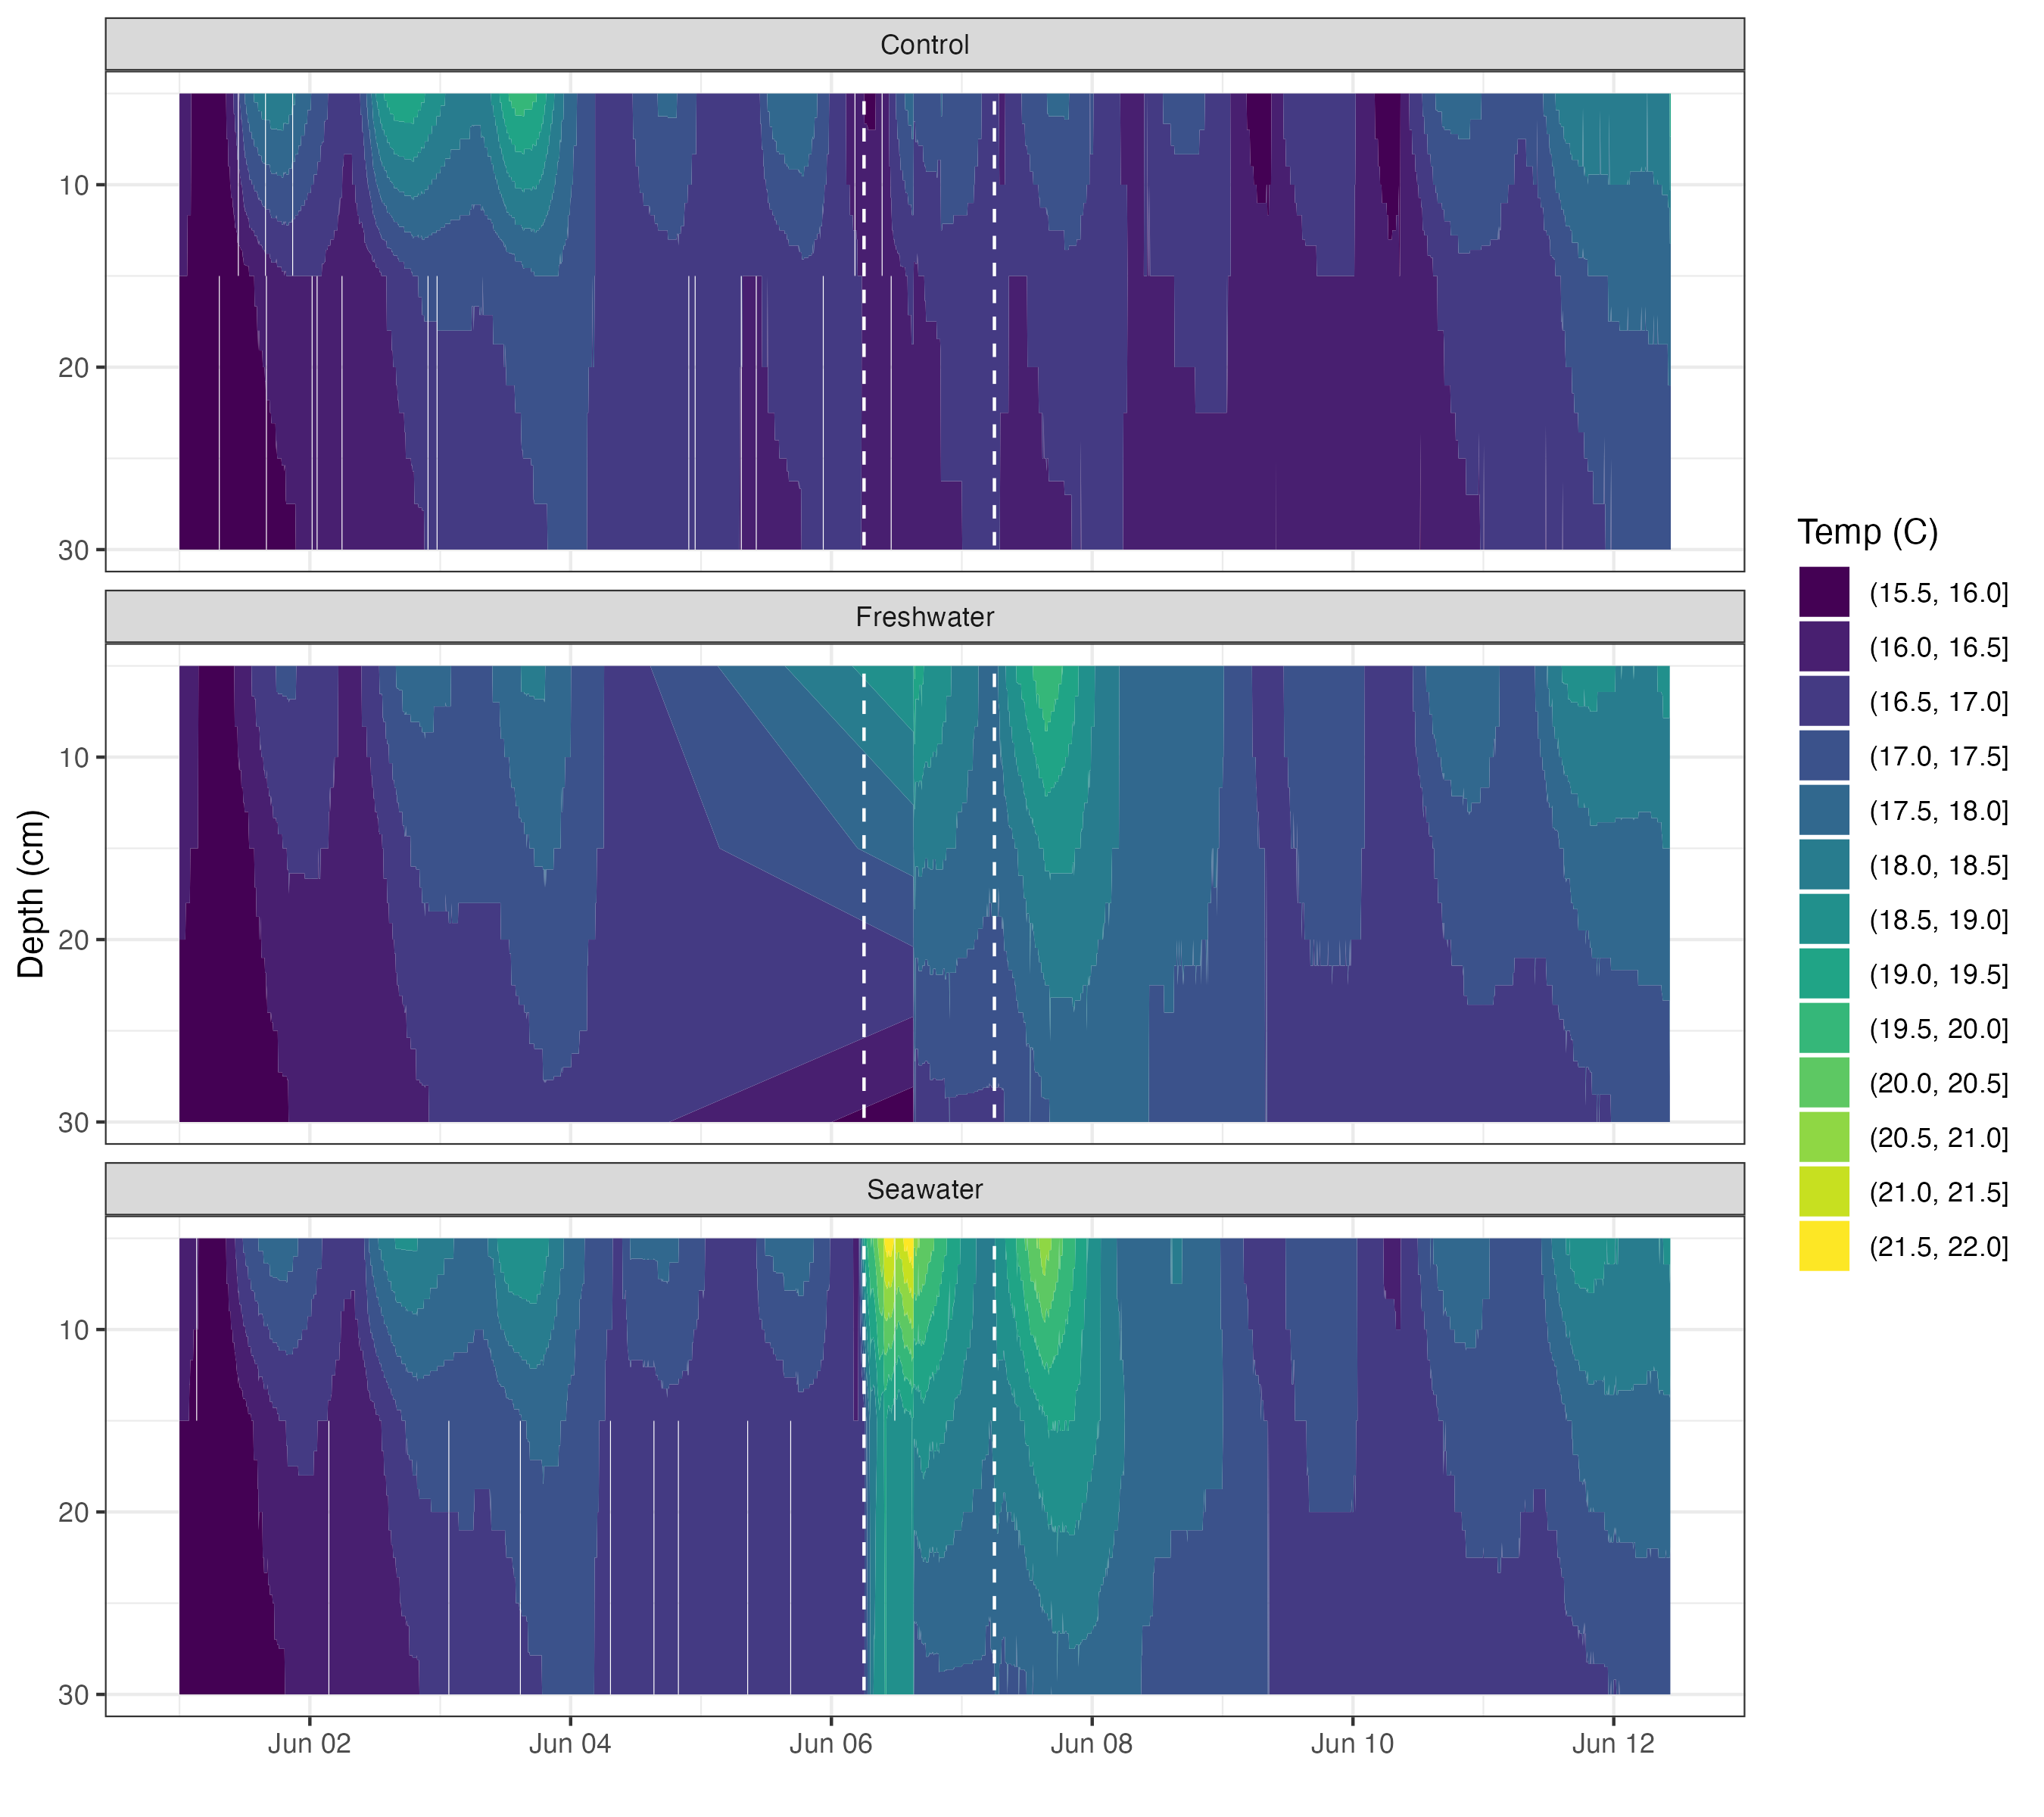 Control
10
20
30
Freshwater
10
20
30
Seawater
10
20
30
Depth (cm)
Jun 02
Jun 04
Jun 06
Jun 08
Jun 10
Jun 12
Temp (C)
(15.5, 16.0]
(16.0, 16.5]
(16.5, 17.0]
(17.0, 17.5]
(17.5, 18.0]
(18.0, 18.5]
(18.5, 19.0]
(19.0, 19.5]
(19.5, 20.0]
(20.0, 20.5]
(20.5, 21.0]
(21.0, 21.5]
(21.5, 22.0]